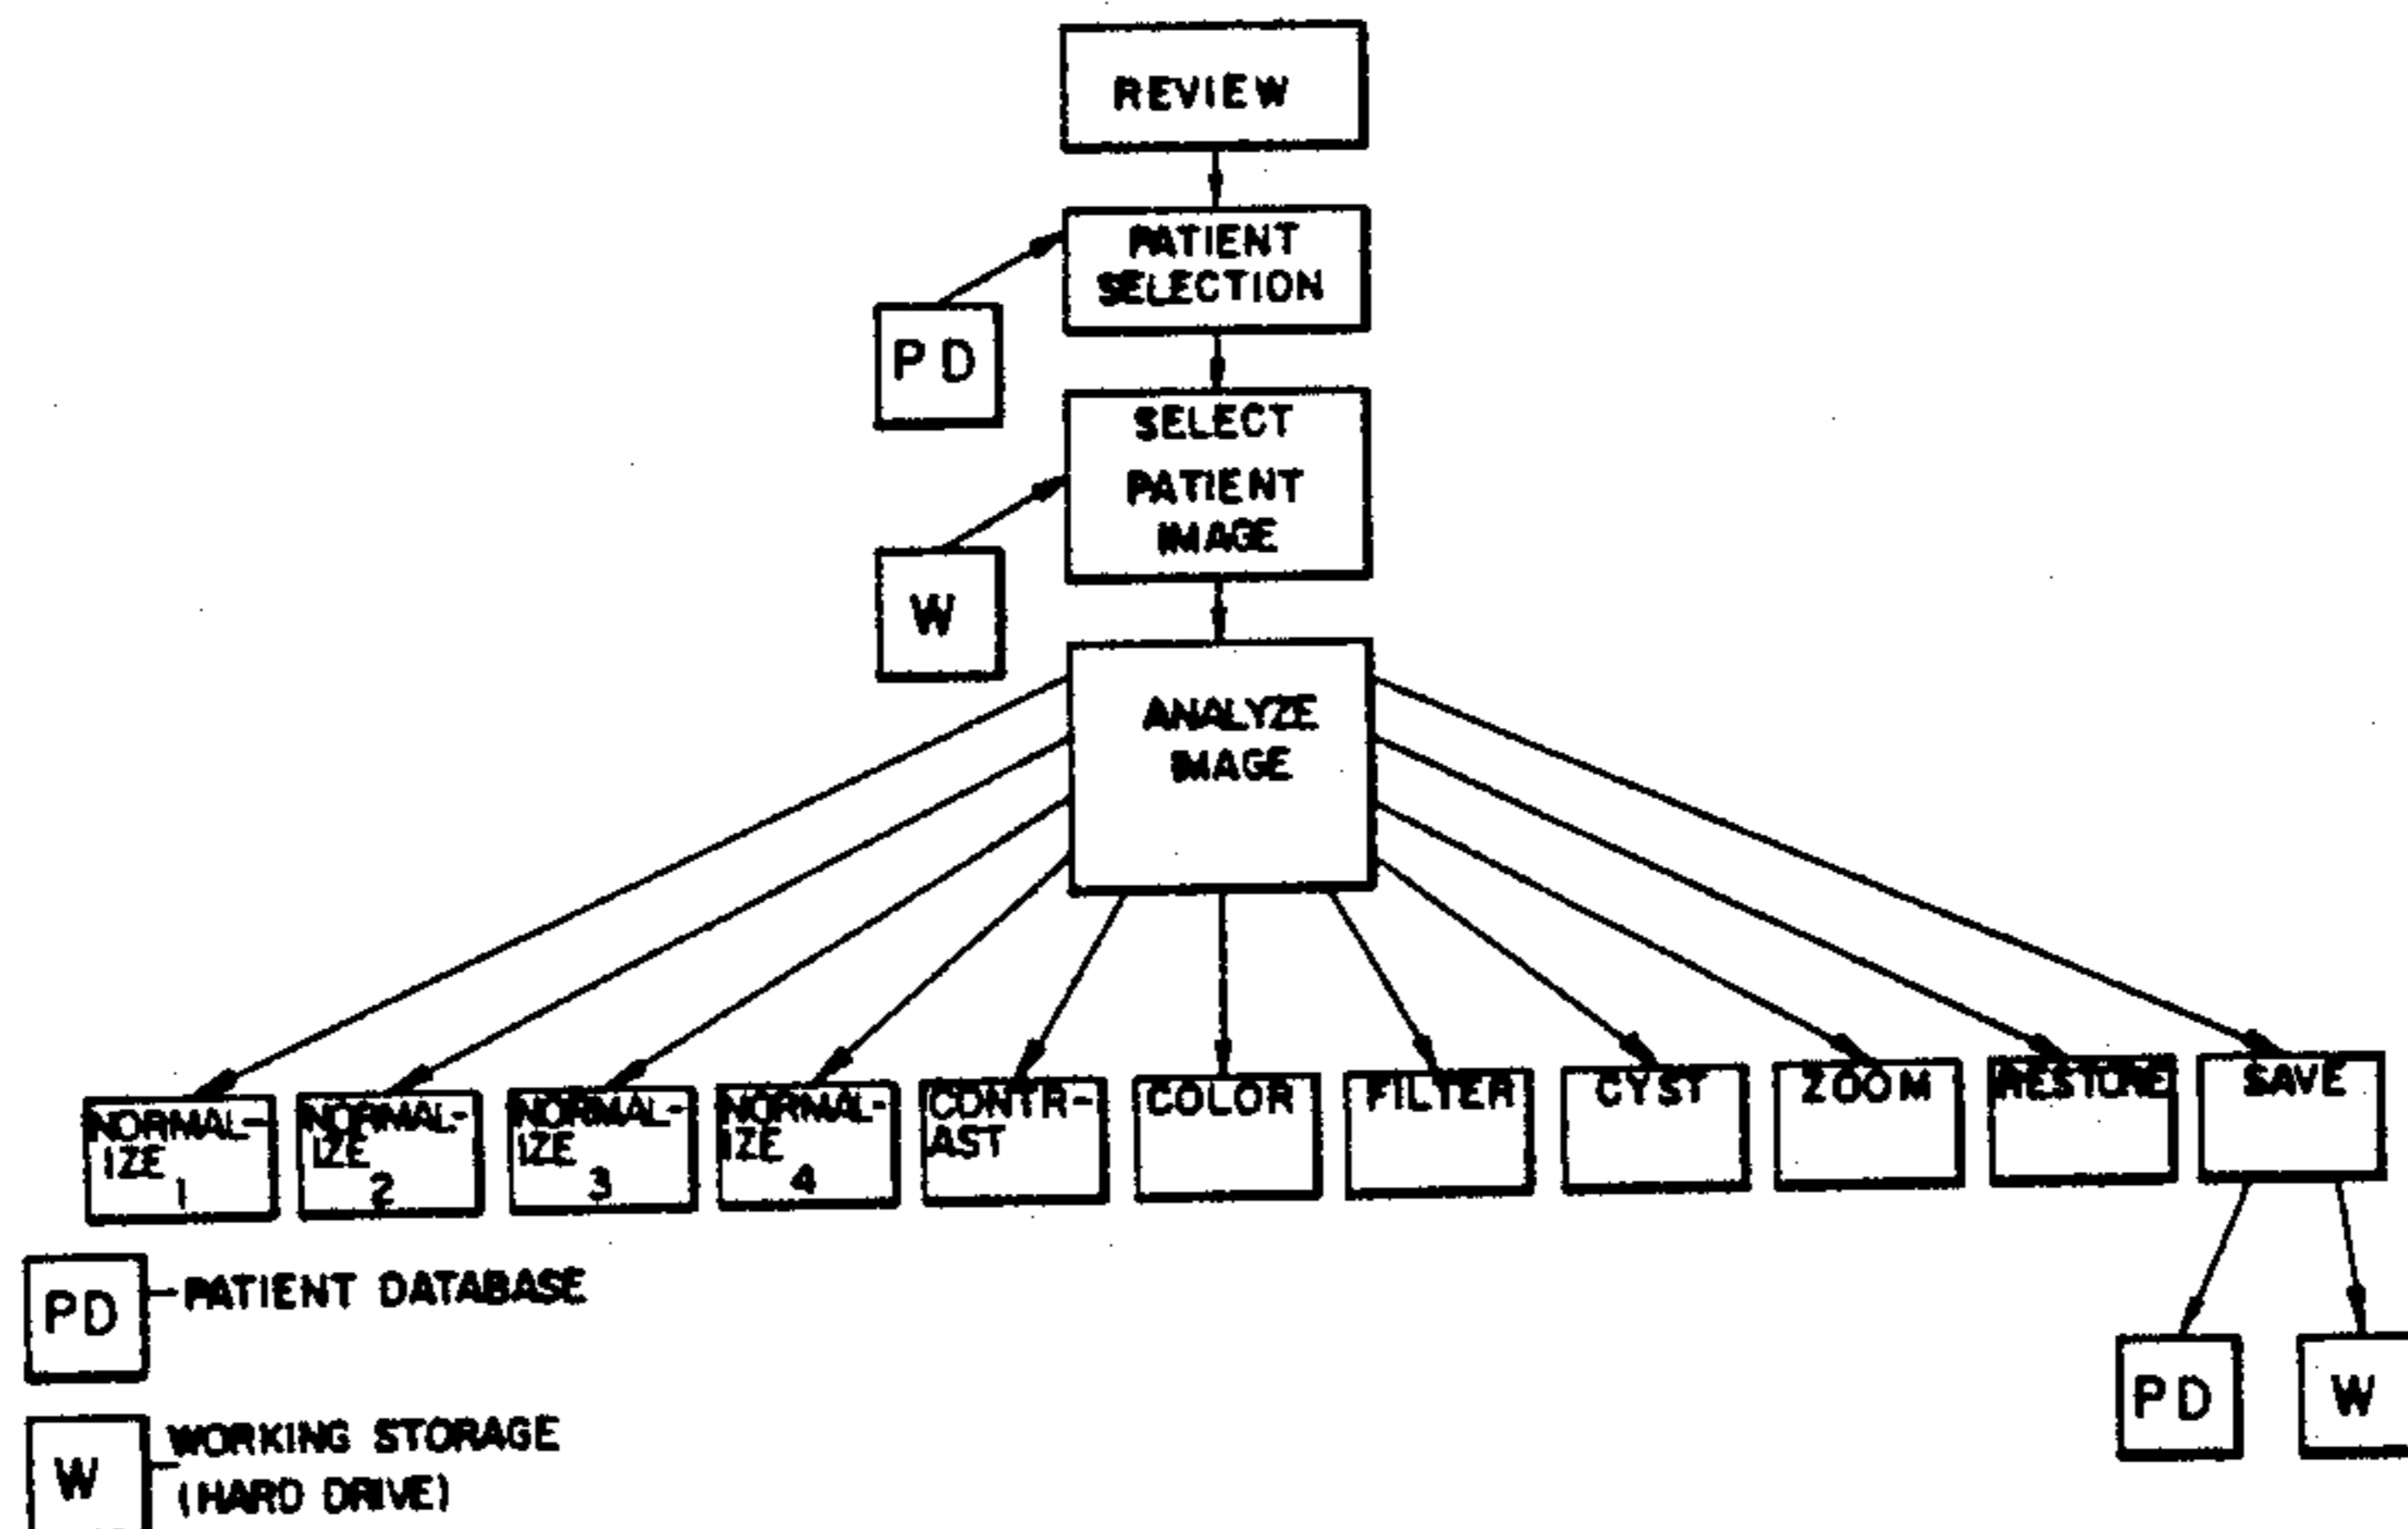 REVIEW
PATIENT
SELECTION
PD
SELECT
PATIENT
IMAGE
W
ANALYZE
IMAGE
NORMAL-
IZE
1
NORMAL-
IZE
2
NORMAL-
IZE
3
NORMAL-
IZE
4
CONTR-
AST
COLOR
FILTER
CYST
ZOOM
RESTORE
SAVE
PD
PATIENT DATABASE
PD
W
W
WORKING STORAGE
(HARD DRIVE)